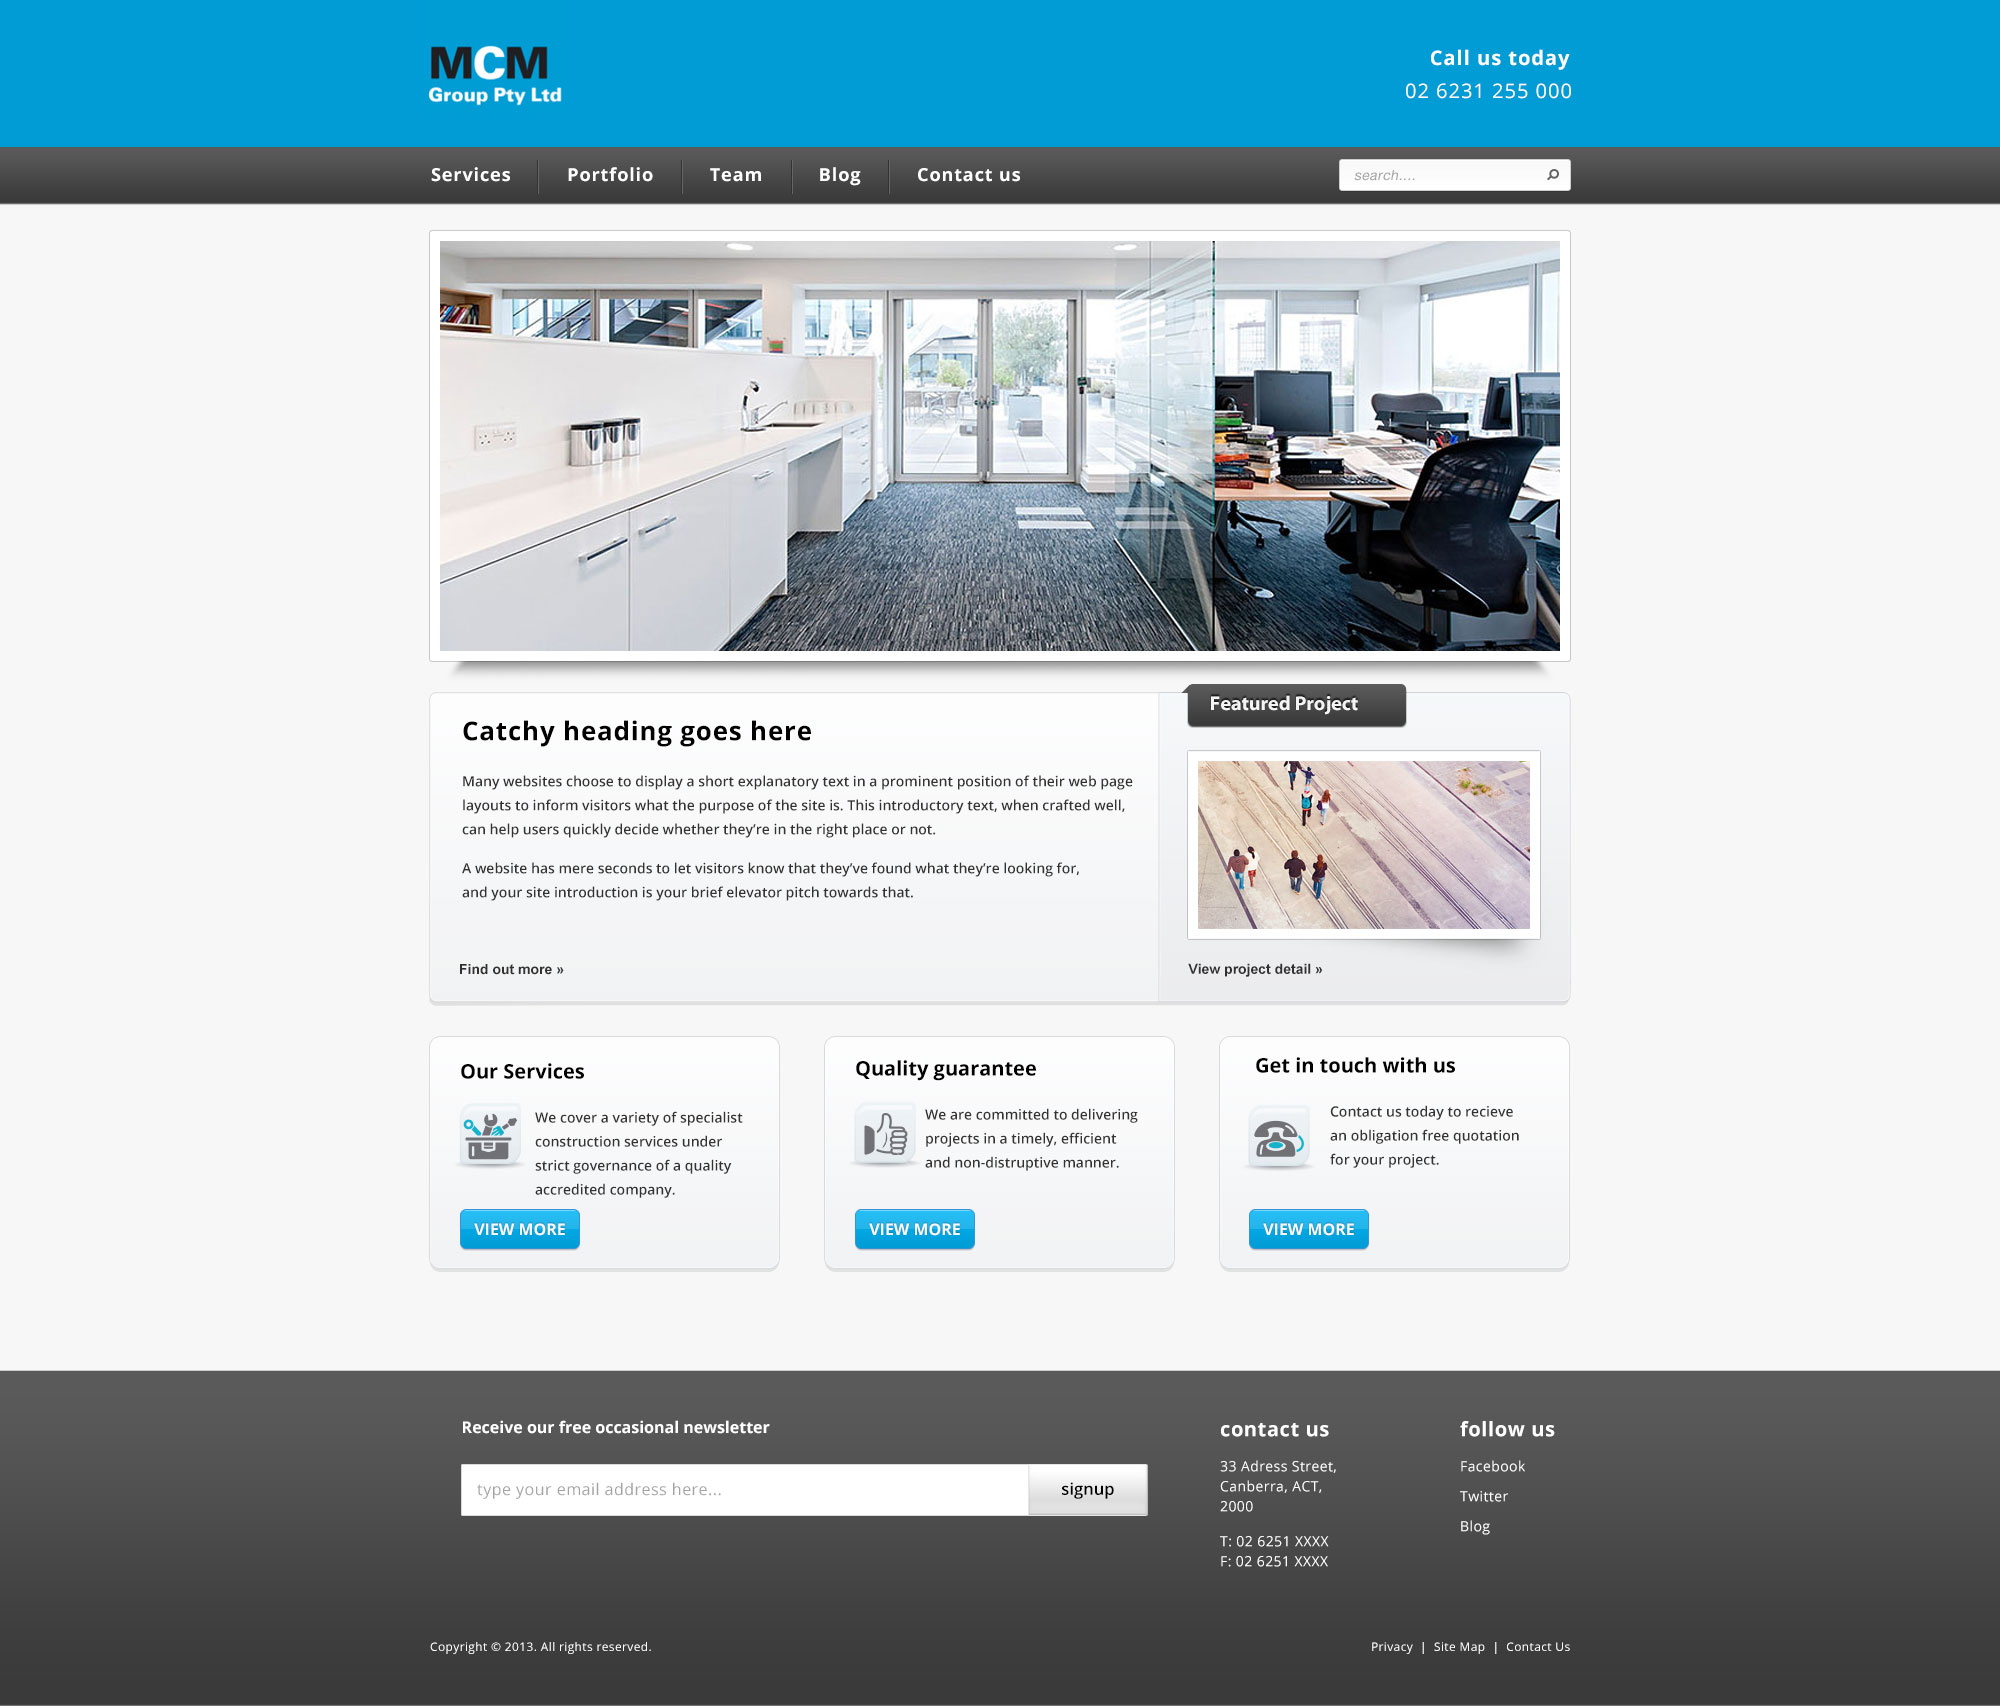 MCM
Group Pty Ltd
Call us today
02 6231 255 000
Services
Portfolio
Team
Blog
Contact us
search....
Catchy heading goes here
Many websites choose to display a short explanatory text in a prominent position of their web page
layouts to inform visitors what the purpose of the site is. This introductory text, when crafted well,
can help users quickly decide whether they’re in the right place or not.
A website has mere seconds to let visitors know that they’ve found what they’re looking for,
and your site introduction is your brief elevator pitch towards that.
Find out more »
Featured Project
View project detail »
Our Services
We cover a variety of specialist
construction services under
strict governance of a quality
accredited company.
VIEW MORE
Quality guarantee
We are committed to delivering
projects in a timely, efficient
and non-disruptive manner.
VIEW MORE
Get in touch with us
Contact us today to recieve
an obligation free quotation
for your project.
VIEW MORE
Receive our free occasional newsletter
type your email address here...
signup
contact us
33 Adress Street,
Canberra, ACT,
2000
T: 02 6251 XXXX
F: 02 6251 XXXX
follow us
Facebook
Twitter
Blog
Copyright © 2013. All rights reserved.
Privacy | Site Map | Contact Us